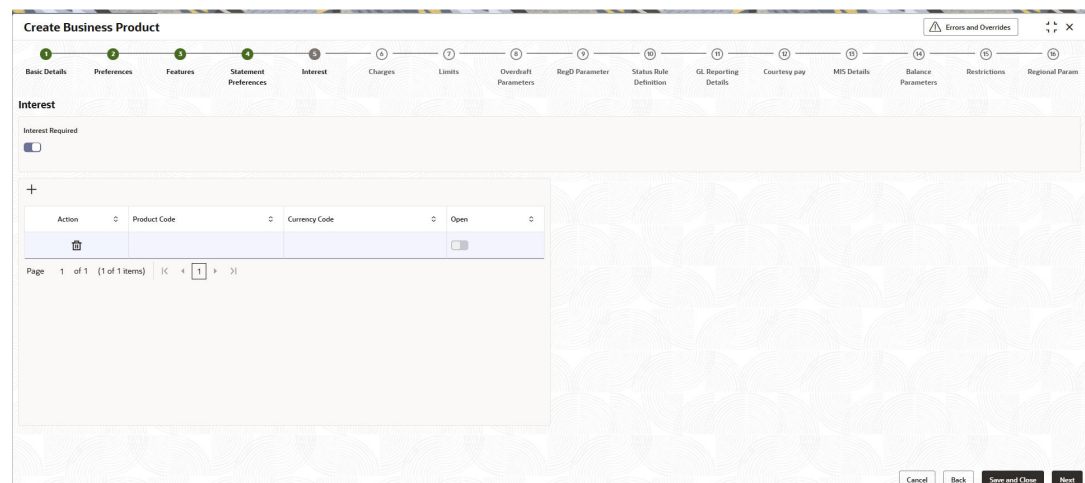 Create Business Product
Errors and Overrides
1 2 3 4 5 6 7 8 9 10 11 12 13 14 15 16
Basic Details Preferences Features Statement Preferences Interest Charges Limits Overdraft Parameters RegD Parameter Status Rule Definition GL Reporting Details Courtesy pay MIS Details Balance Parameters Restrictions Regional Param
Interest
Interest Required
Action Product Code Currency Code Open
Page 1 of 1 (1 of 1 items) 1
Cancel Back Save and Close Next